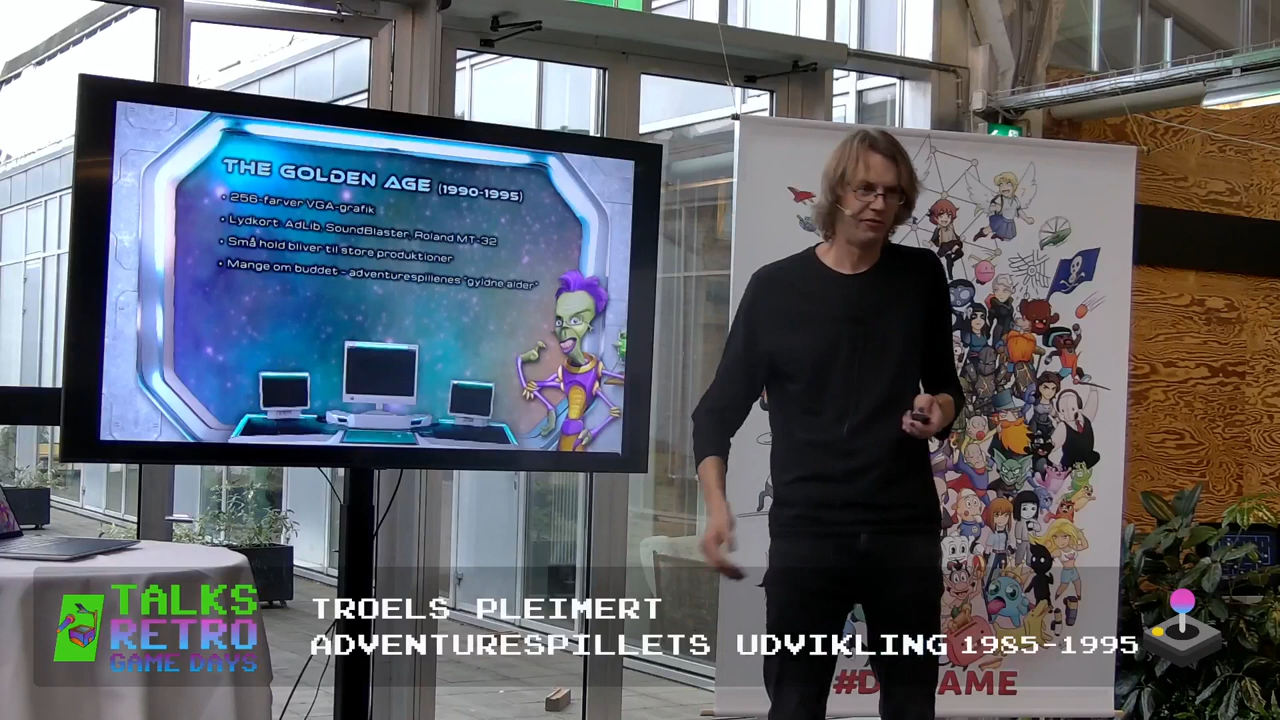 THE GOLDEN AGE (1990-1995)
• 256-farver VGA-grafik
• Lydkort: AdLib, SoundBlaster, Roland MT-32
• Små hold bliver til store produktioner
• Mange om buddet - adventurespillenes "gyldne alder"
TALKS
RETRO
GAME DAYS
TROELS PLEIMERT
ADVENTURESPILLETS UDVIKLING 1985-1995